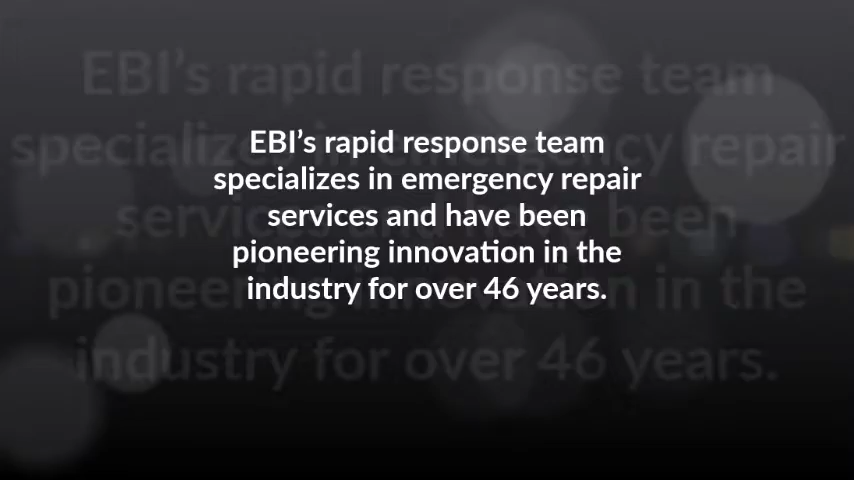 EBI’s rapid response team
specializes in emergency repair
services and have been
pioneering innovation in the
industry for over 46 years.